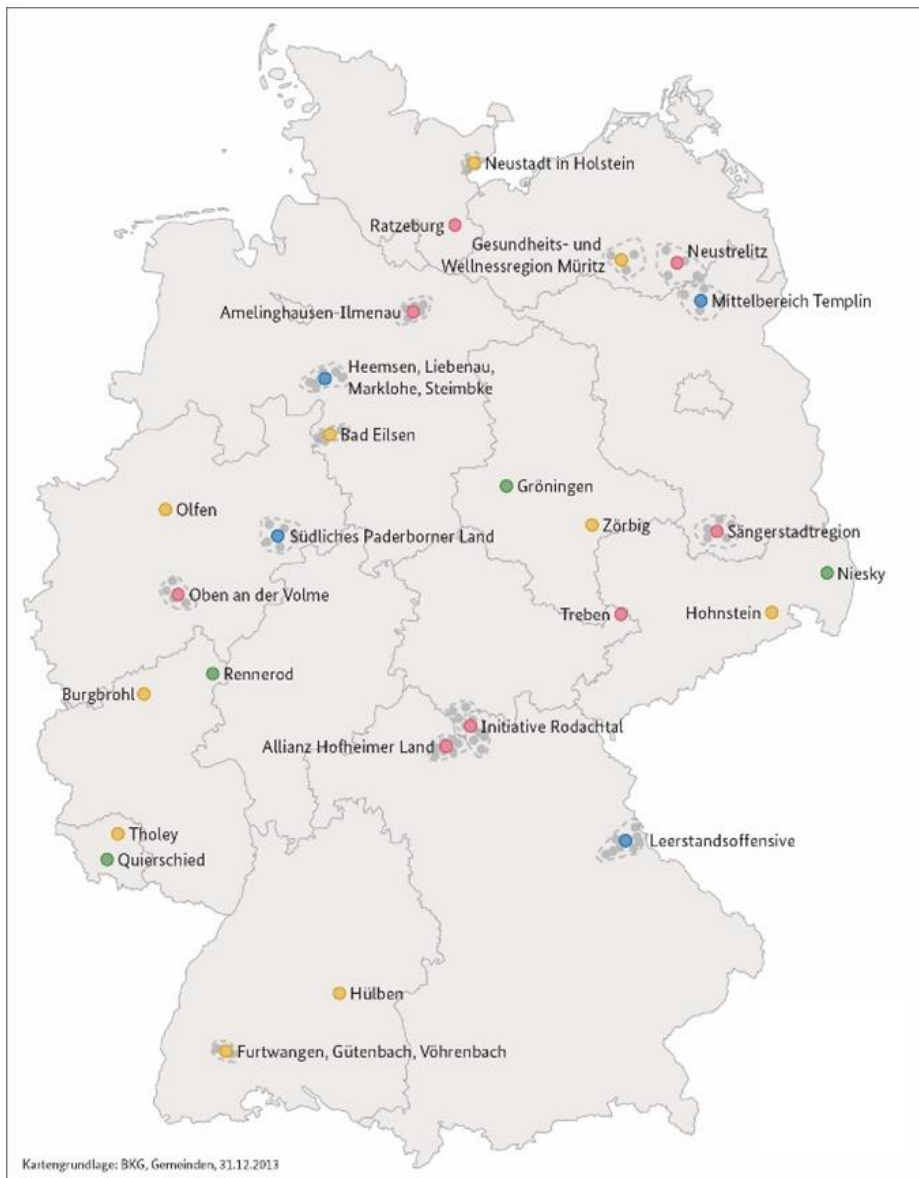 Neustadt in Holstein
Ratzeburg
Gesundheits- und
Wellnessregion Müritz
Neustrelitz
Mittelbereich Templin
Amelinghausen-Ilmenau
Heemsen, Liebenau,
Marklohe, Steimbke
Bad Eilsen
Gröningen
Olfen
Zörbig
Südliches Paderborner Land
Sängerstadtregion
Niesky
Oben an der Volme
Treben
Hohnstein
Rennerod
Burgbrohl
Initiative Rodachtal
Allianz Hofheimer Land
Tholey
Leerstandsoffensive
Quierschied
Hülben
Furtwangen, Gütenbach, Vöhrenbach
Kartengrundlage: BKG, Gemeinden, 31.12.2013